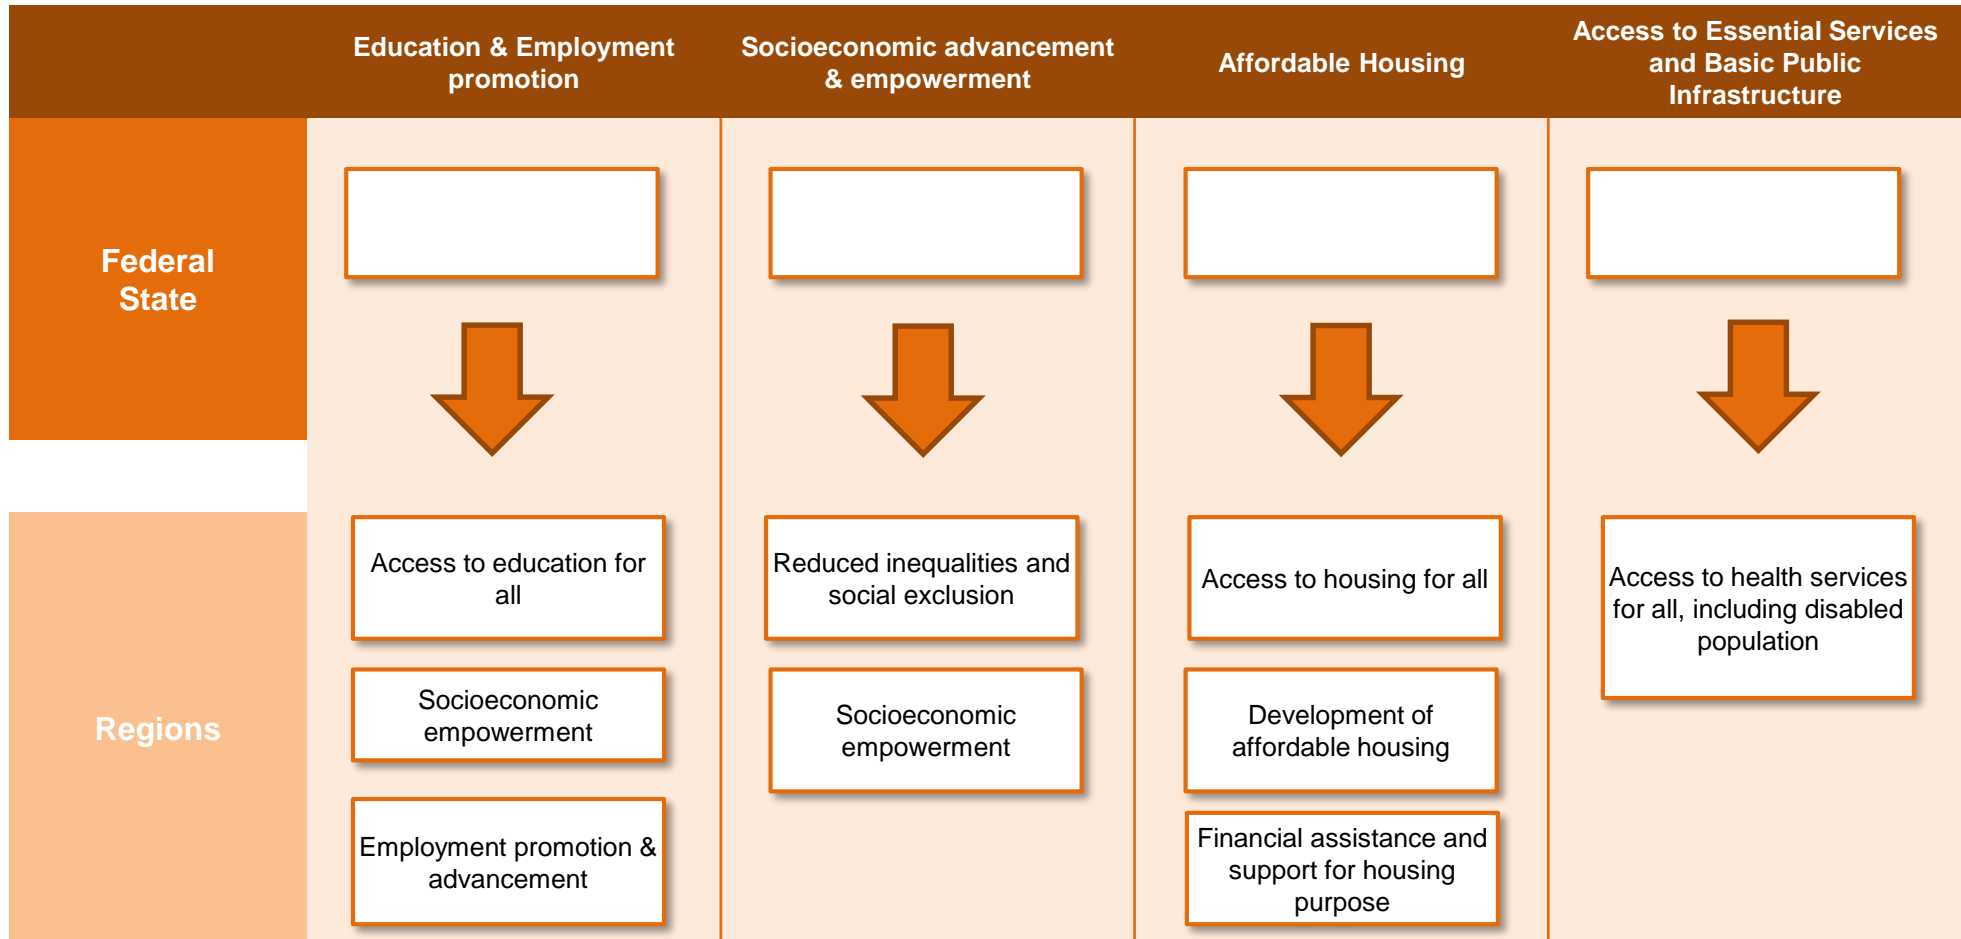 Education & Employment
promotion
Socioeconomic advancement
& empowerment
Affordable Housing
Access to Essential Services
and Basic Public
Infrastructure
Federal
State
Regions
Access to education for
all
Socioeconomic
empowerment
Employment promotion &
advancement
Reduced inequalities and
social exclusion
Socioeconomic
empowerment
Access to housing for all
Development of
affordable housing
Financial assistance and
support for housing
purpose
Access to health services
for all, including disabled
population